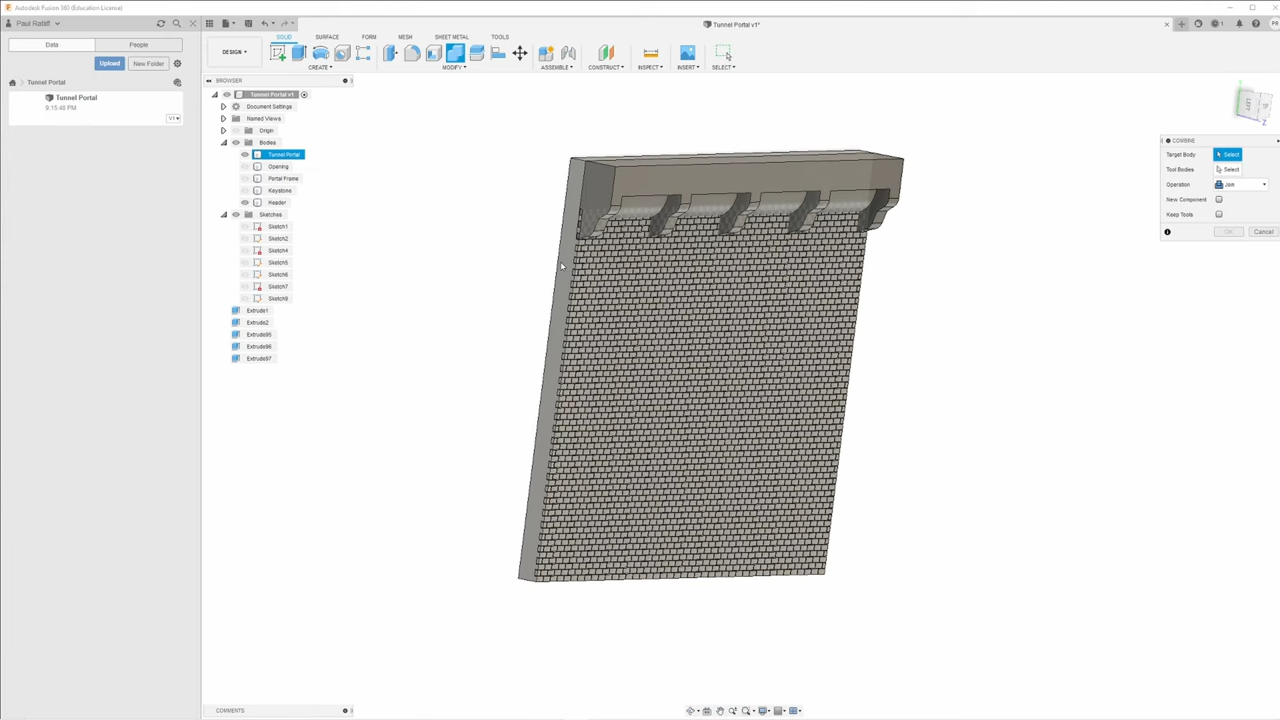 Autodesk Fusion 360 (Education License)
Paul Ratliff
Tunnel Portal v1*
PR
Data
People
Upload
New Folder
Tunnel Portal
Tunnel Portal
9:15:48 PM
V1
DESIGN
SOLID
SURFACE
FORM
MESH
SHEET METAL
TOOLS
CREATE
MODIFY
ASSEMBLE
CONSTRUCT
INSPECT
INSERT
SELECT
BROWSER
Tunnel Portal v1
Document Settings
Named Views
Origin
Bodies
Tunnel Portal
Opening
Portal Frame
Keystone
Header
Sketches
Sketch1
Sketch2
Sketch4
Sketch5
Sketch6
Sketch7
Sketch9
Extrude1
Extrude2
Extrude95
Extrude96
Extrude97
LEFT
Z
COMBINE
Target Body
Select
Tool Bodies
Select
Operation
Join
New Component
Keep Tools
OK
Cancel
COMMENTS